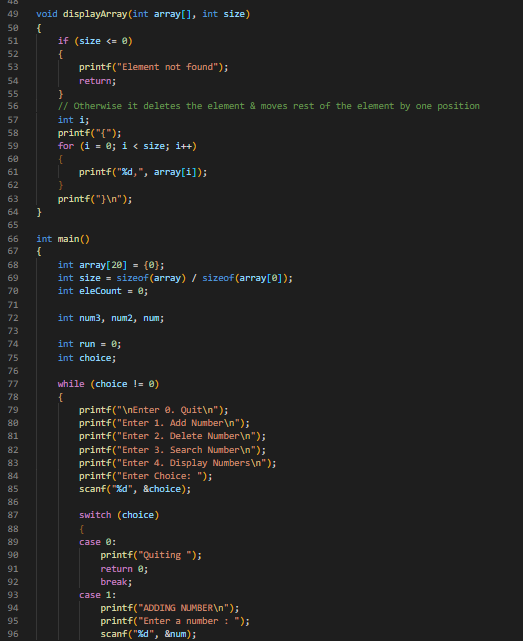 48
49 void displayArray(int array[], int size)
50 {
51     if (size <= 0)
52     {
53         printf("Element not found");
54         return;
55     }
56     // Otherwise it deletes the element & moves rest of the element by one position
57     int i;
58     printf("{");
59     for (i = 0; i < size; i++)
60     {
61         printf("%d,", array[i]);
62     }
63     printf("}\n");
64 }
65
66 int main()
67 {
68     int array[20] = {0};
69     int size = sizeof(array) / sizeof(array[0]);
70     int eleCount = 0;
71
72     int num3, num2, num;
73
74     int run = 0;
75     int choice;
76
77     while (choice != 0)
78     {
79         printf("\nEnter 0. Quit\n");
80         printf("Enter 1. Add Number\n");
81         printf("Enter 2. Delete Number\n");
82         printf("Enter 3. Search Number\n");
83         printf("Enter 4. Display Numbers\n");
84         printf("Enter Choice: ");
85         scanf("%d", &choice);
86
87         switch (choice)
88         {
89         case 0:
90             printf("Quiting ");
91             return 0;
92             break;
93         case 1:
94             printf("ADDING NUMBER\n");
95             printf("Enter a number : ");
96             scanf("%d", &num);